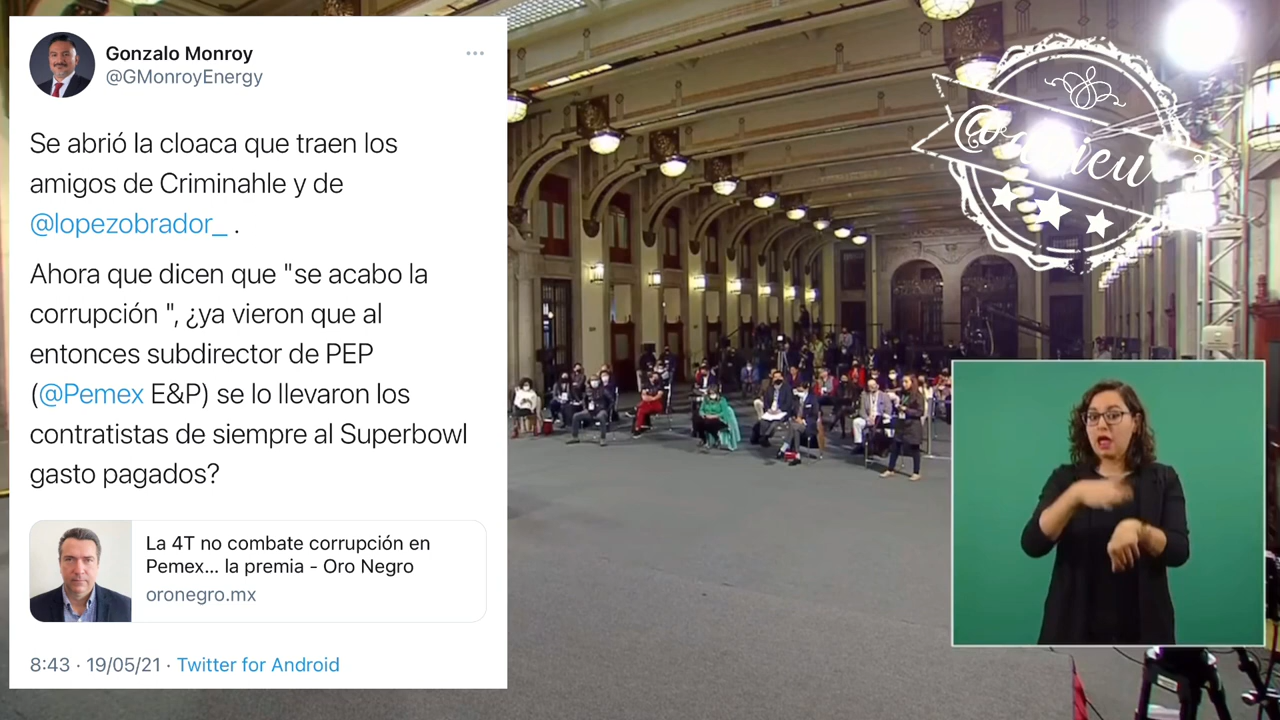 Gonzalo Monroy
@GMonroyEnergy
Se abrió la cloaca que traen los
amigos de Criminahle y de
@lopezobrador_ .
Ahora que dicen que "se acabo la
corrupción ", ¿ya vieron que al
entonces subdirector de PEP
(@Pemex E&P) se lo llevaron los
contratistas de siempre al Superbowl
gasto pagados?
La 4T no combate corrupción en
Pemex... la premia - Oro Negro
oronegro.mx
8:43 · 19/05/21 · Twitter for Android